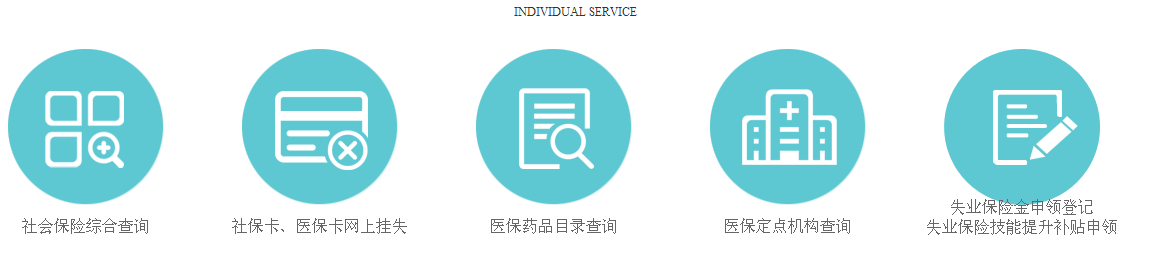 INDIVIDUAL SERVICE
社会保险综合查询
社保卡、医保卡网上挂失
医保药品目录查询
医保定点机构查询
失业保险金申领登记
失业保险技能提升补贴申领